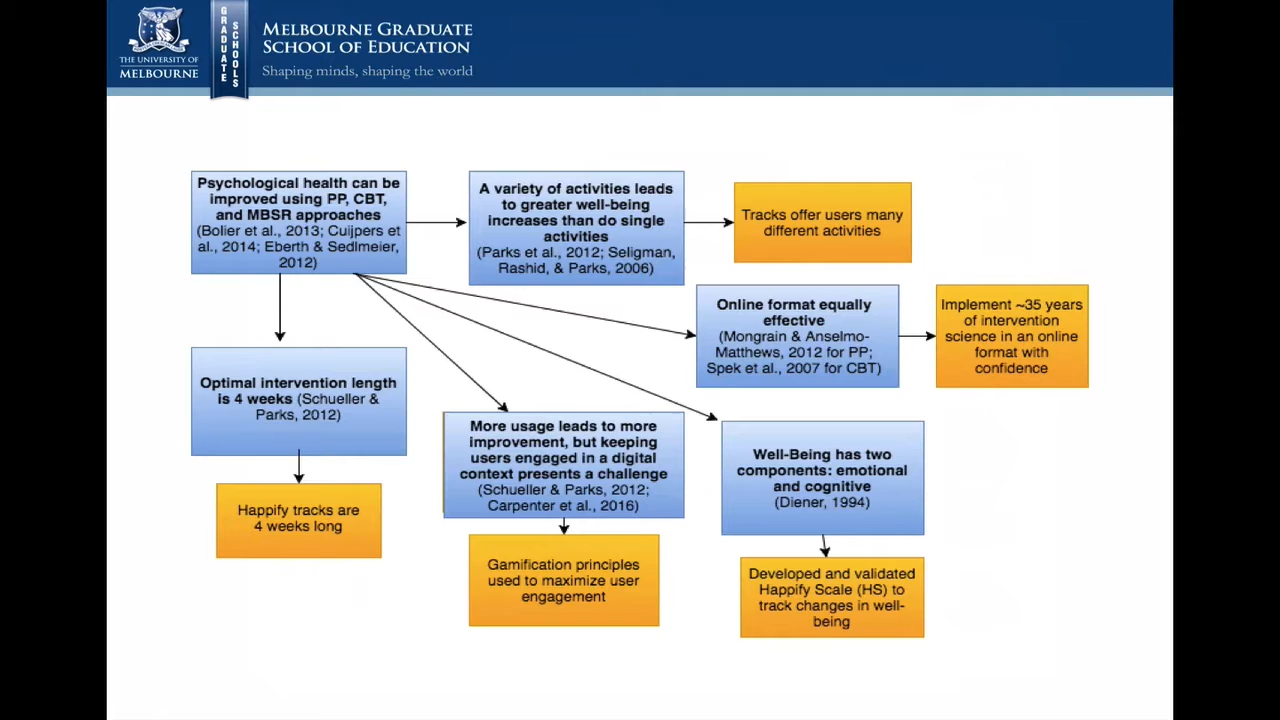 THE UNIVERSITY OF
MELBOURNE
GRADUATE
SCHOOLS
MELBOURNE GRADUATE
SCHOOL OF EDUCATION
Shaping minds, shaping the world
Psychological health can be
improved using PP, CBT,
and MBSR approaches
(Bolier et al., 2013; Cuijpers et
al., 2014; Eberth & Sedlmeier,
2012)
A variety of activities leads
to greater well-being
increases than do single
activities
(Parks et al., 2012; Seligman,
Rashid, & Parks, 2006)
Tracks offer users many
different activities
Online format equally
effective
(Mongrain & Anselmo-
Matthews, 2012 for PP;
Spek et al., 2007 for CBT)
Implement ~35 years
of intervention
science in an online
format with
confidence
Optimal intervention length
is 4 weeks (Schueller &
Parks, 2012)
Happify tracks are
4 weeks long
More usage leads to more
improvement, but keeping
users engaged in a digital
context presents a challenge
(Schueller & Parks, 2012;
Carpenter et al., 2016)
Gamification principles
used to maximize user
engagement
Well-Being has two
components: emotional
and cognitive
(Diener, 1994)
Developed and validated
Happify Scale (HS) to
track changes in well-
being